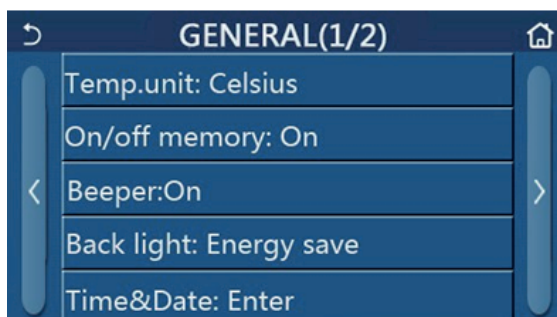 GENERAL(1/2)
Temp.unit: Celsius
On/off memory: On
Beeper:On
Back light: Energy save
Time&Date: Enter